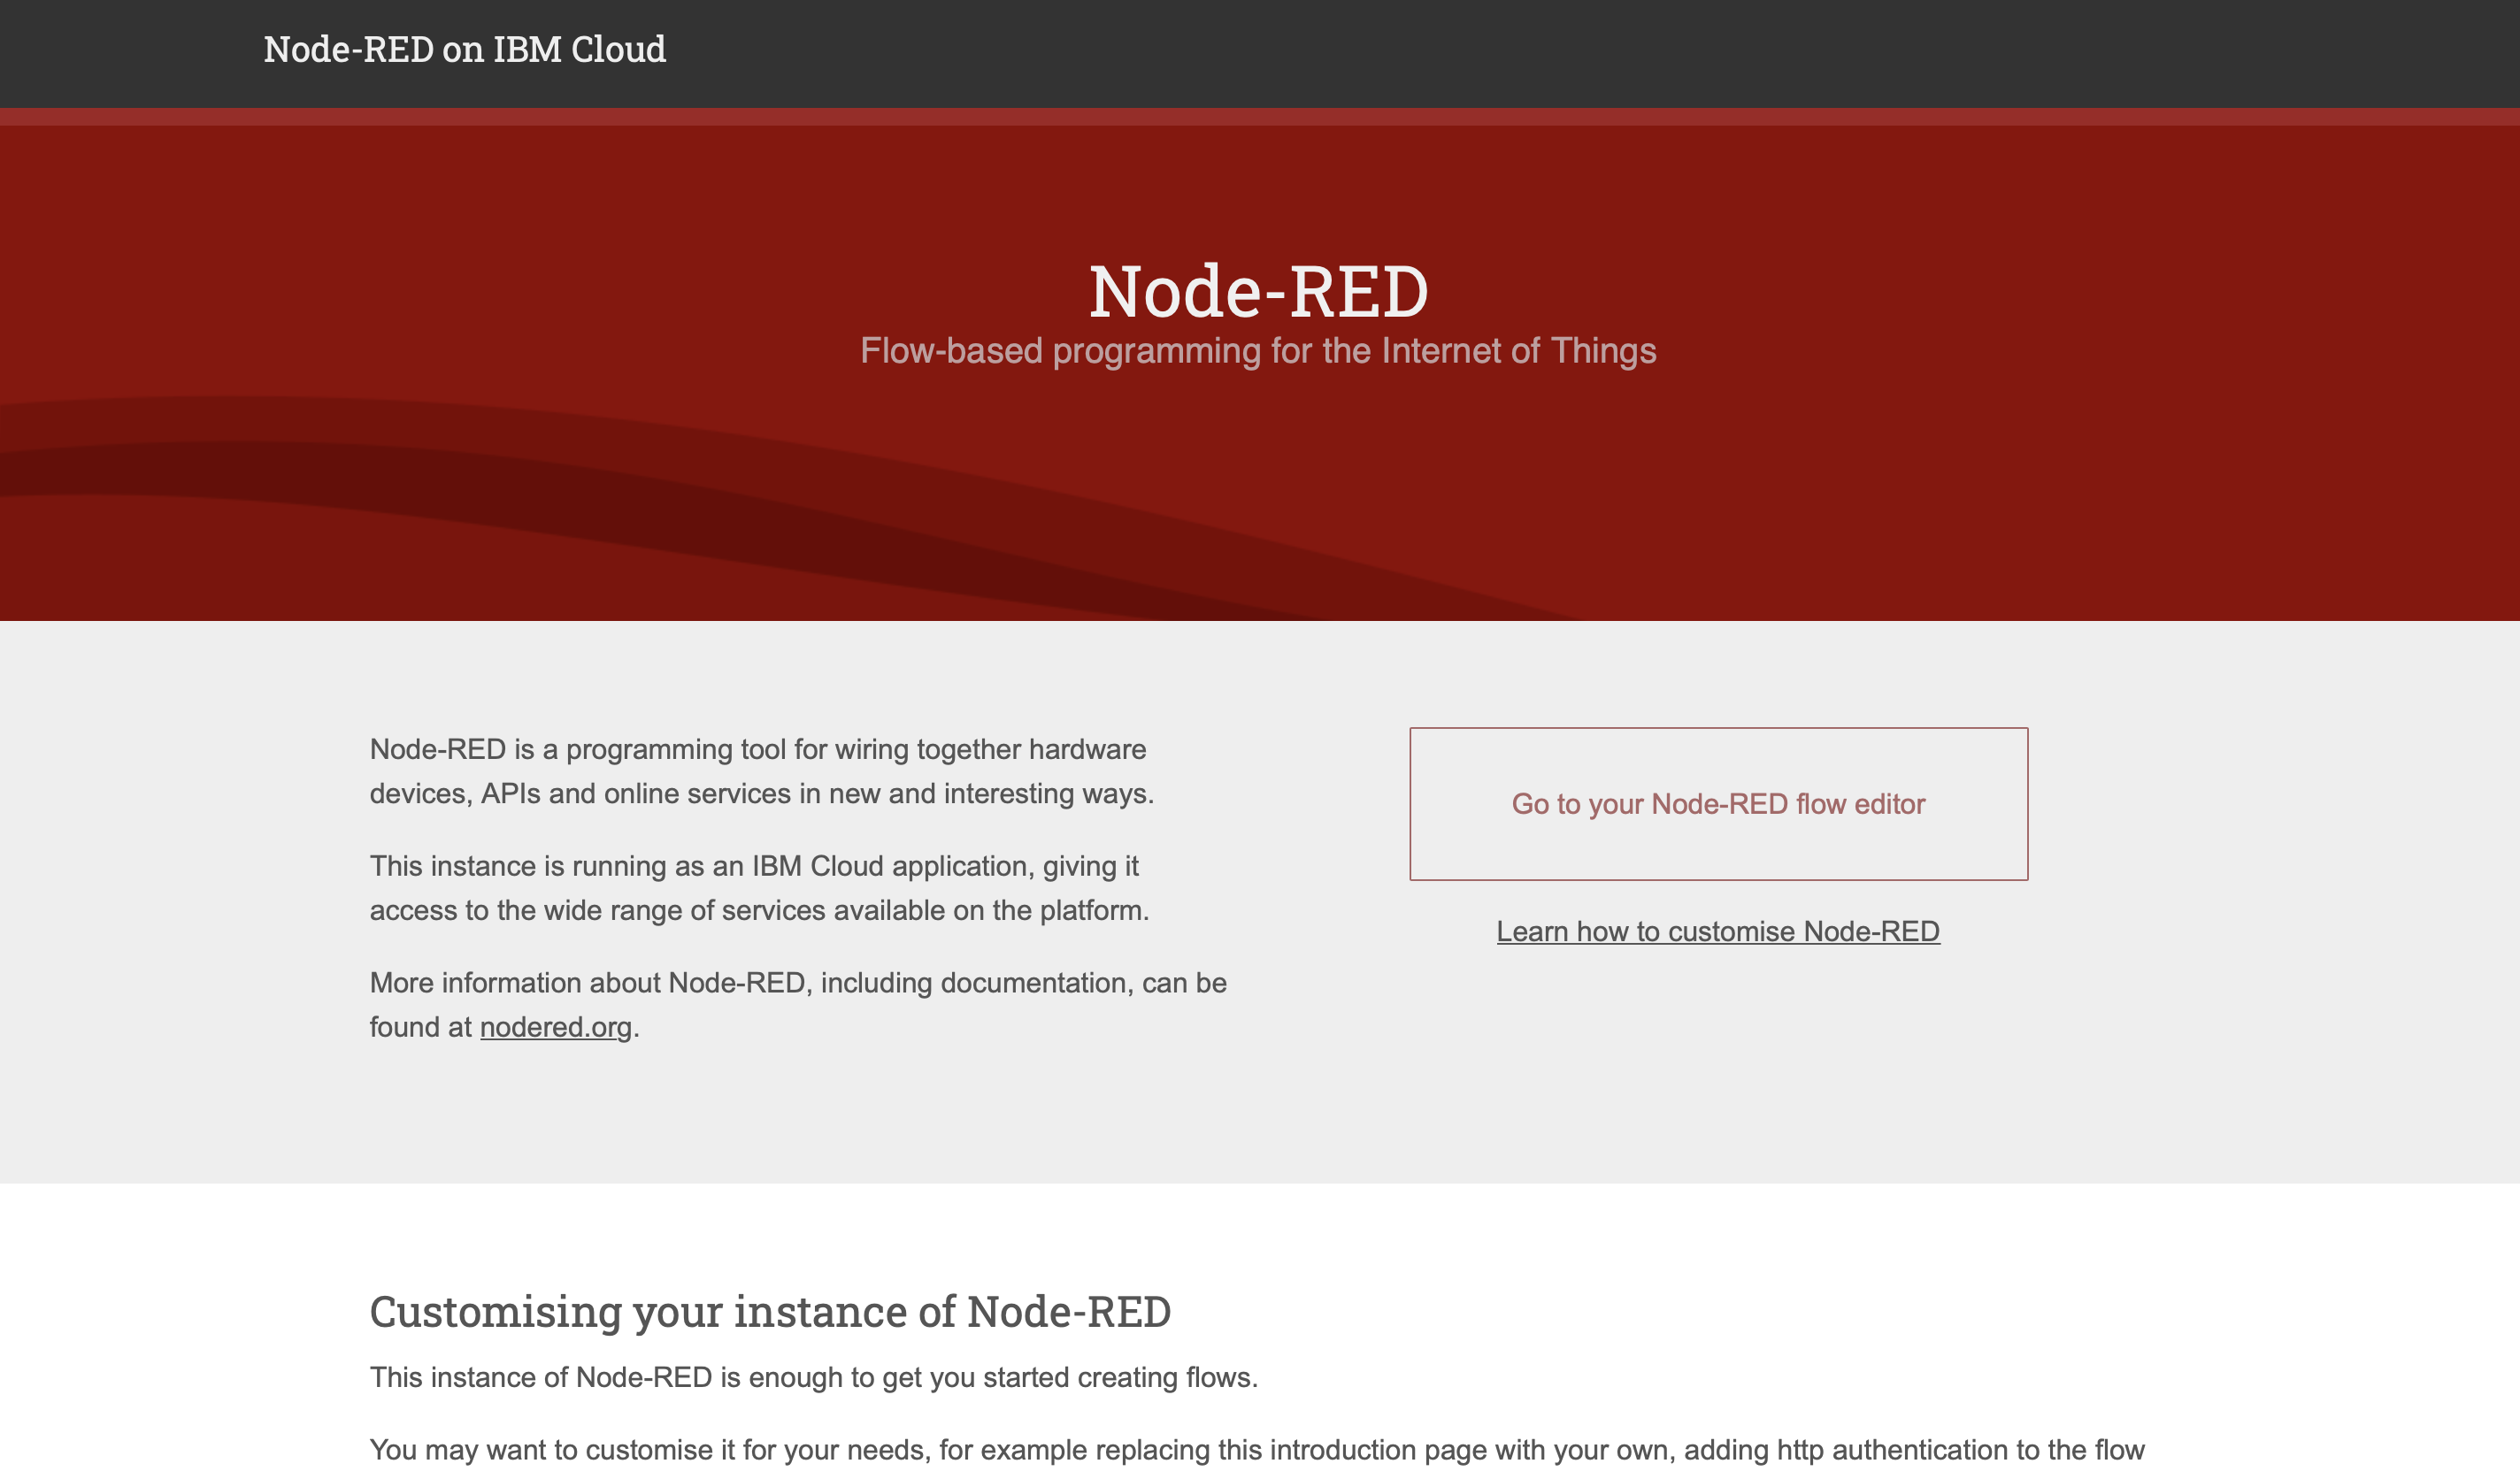 Node-RED on IBM Cloud
Node-RED
Flow-based programming for the Internet of Things
Node-RED is a programming tool for wiring together hardware
devices, APIs and online services in new and interesting ways.
This instance is running as an IBM Cloud application, giving it
access to the wide range of services available on the platform.
More information about Node-RED, including documentation, can be
found at nodered.org.
Go to your Node-RED flow editor
Learn how to customise Node-RED
Customising your instance of Node-RED
This instance of Node-RED is enough to get you started creating flows.
You may want to customise it for your needs, for example replacing this introduction page with your own, adding http authentication to the flow